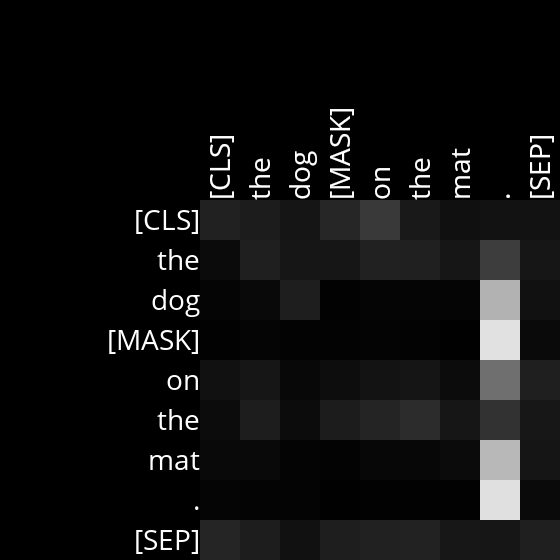 [CLS] the dog [MASK] on the mat . [SEP]
[CLS]
the
dog
[MASK]
on
the
mat
.
[SEP]